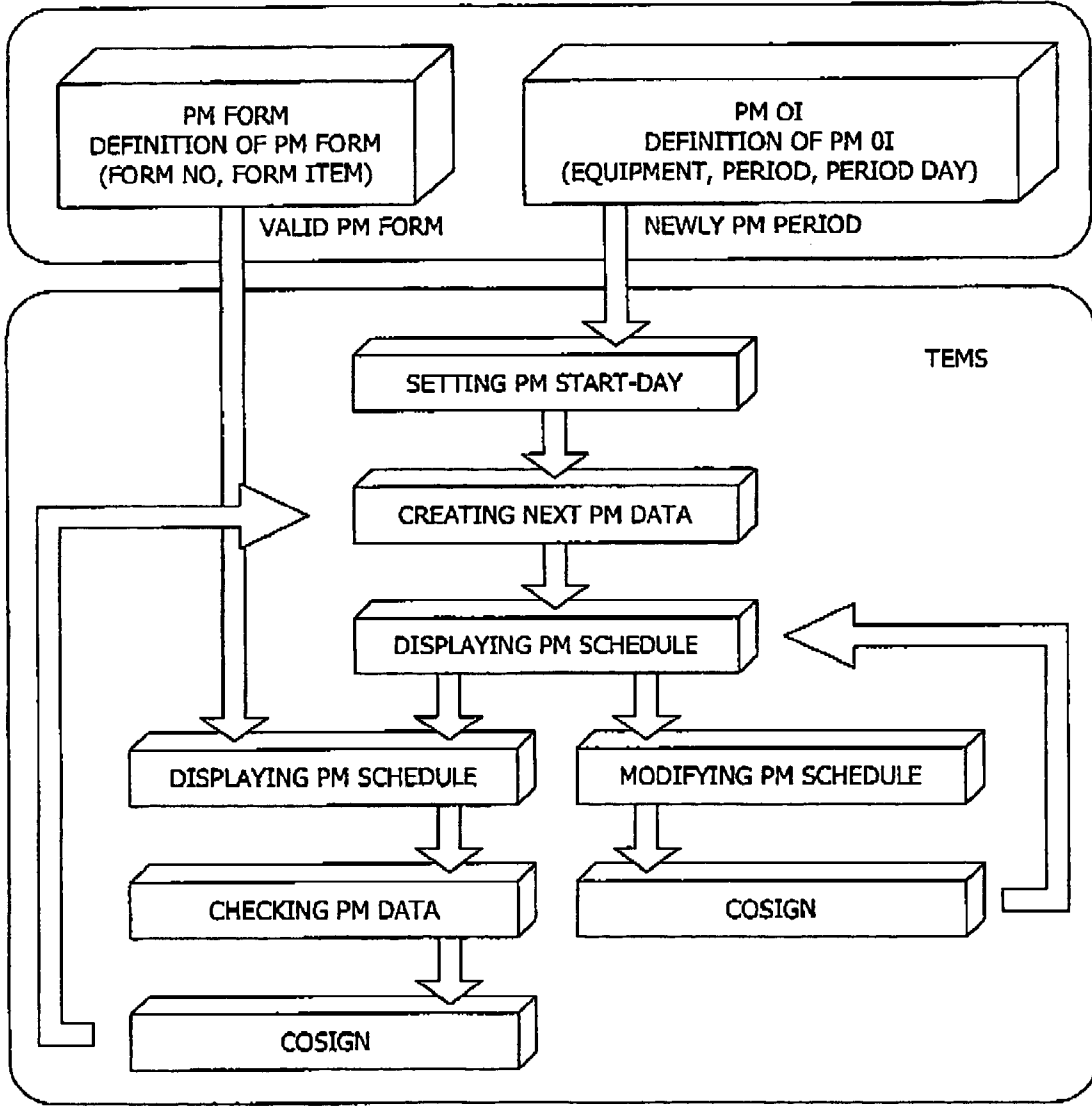 PM FORM
DEFINITION OF PM FORM
(FORM NO, FORM ITEM)
PM OI
DEFINITION OF PM 0I
(EQUIPMENT, PERIOD, PERIOD DAY)
VALID PM FORM
NEWLY PM PERIOD
TEMS
SETTING PM START-DAY
CREATING NEXT PM DATA
DISPLAYING PM SCHEDULE
DISPLAYING PM SCHEDULE
MODIFYING PM SCHEDULE
CHECKING PM DATA
COSIGN
COSIGN